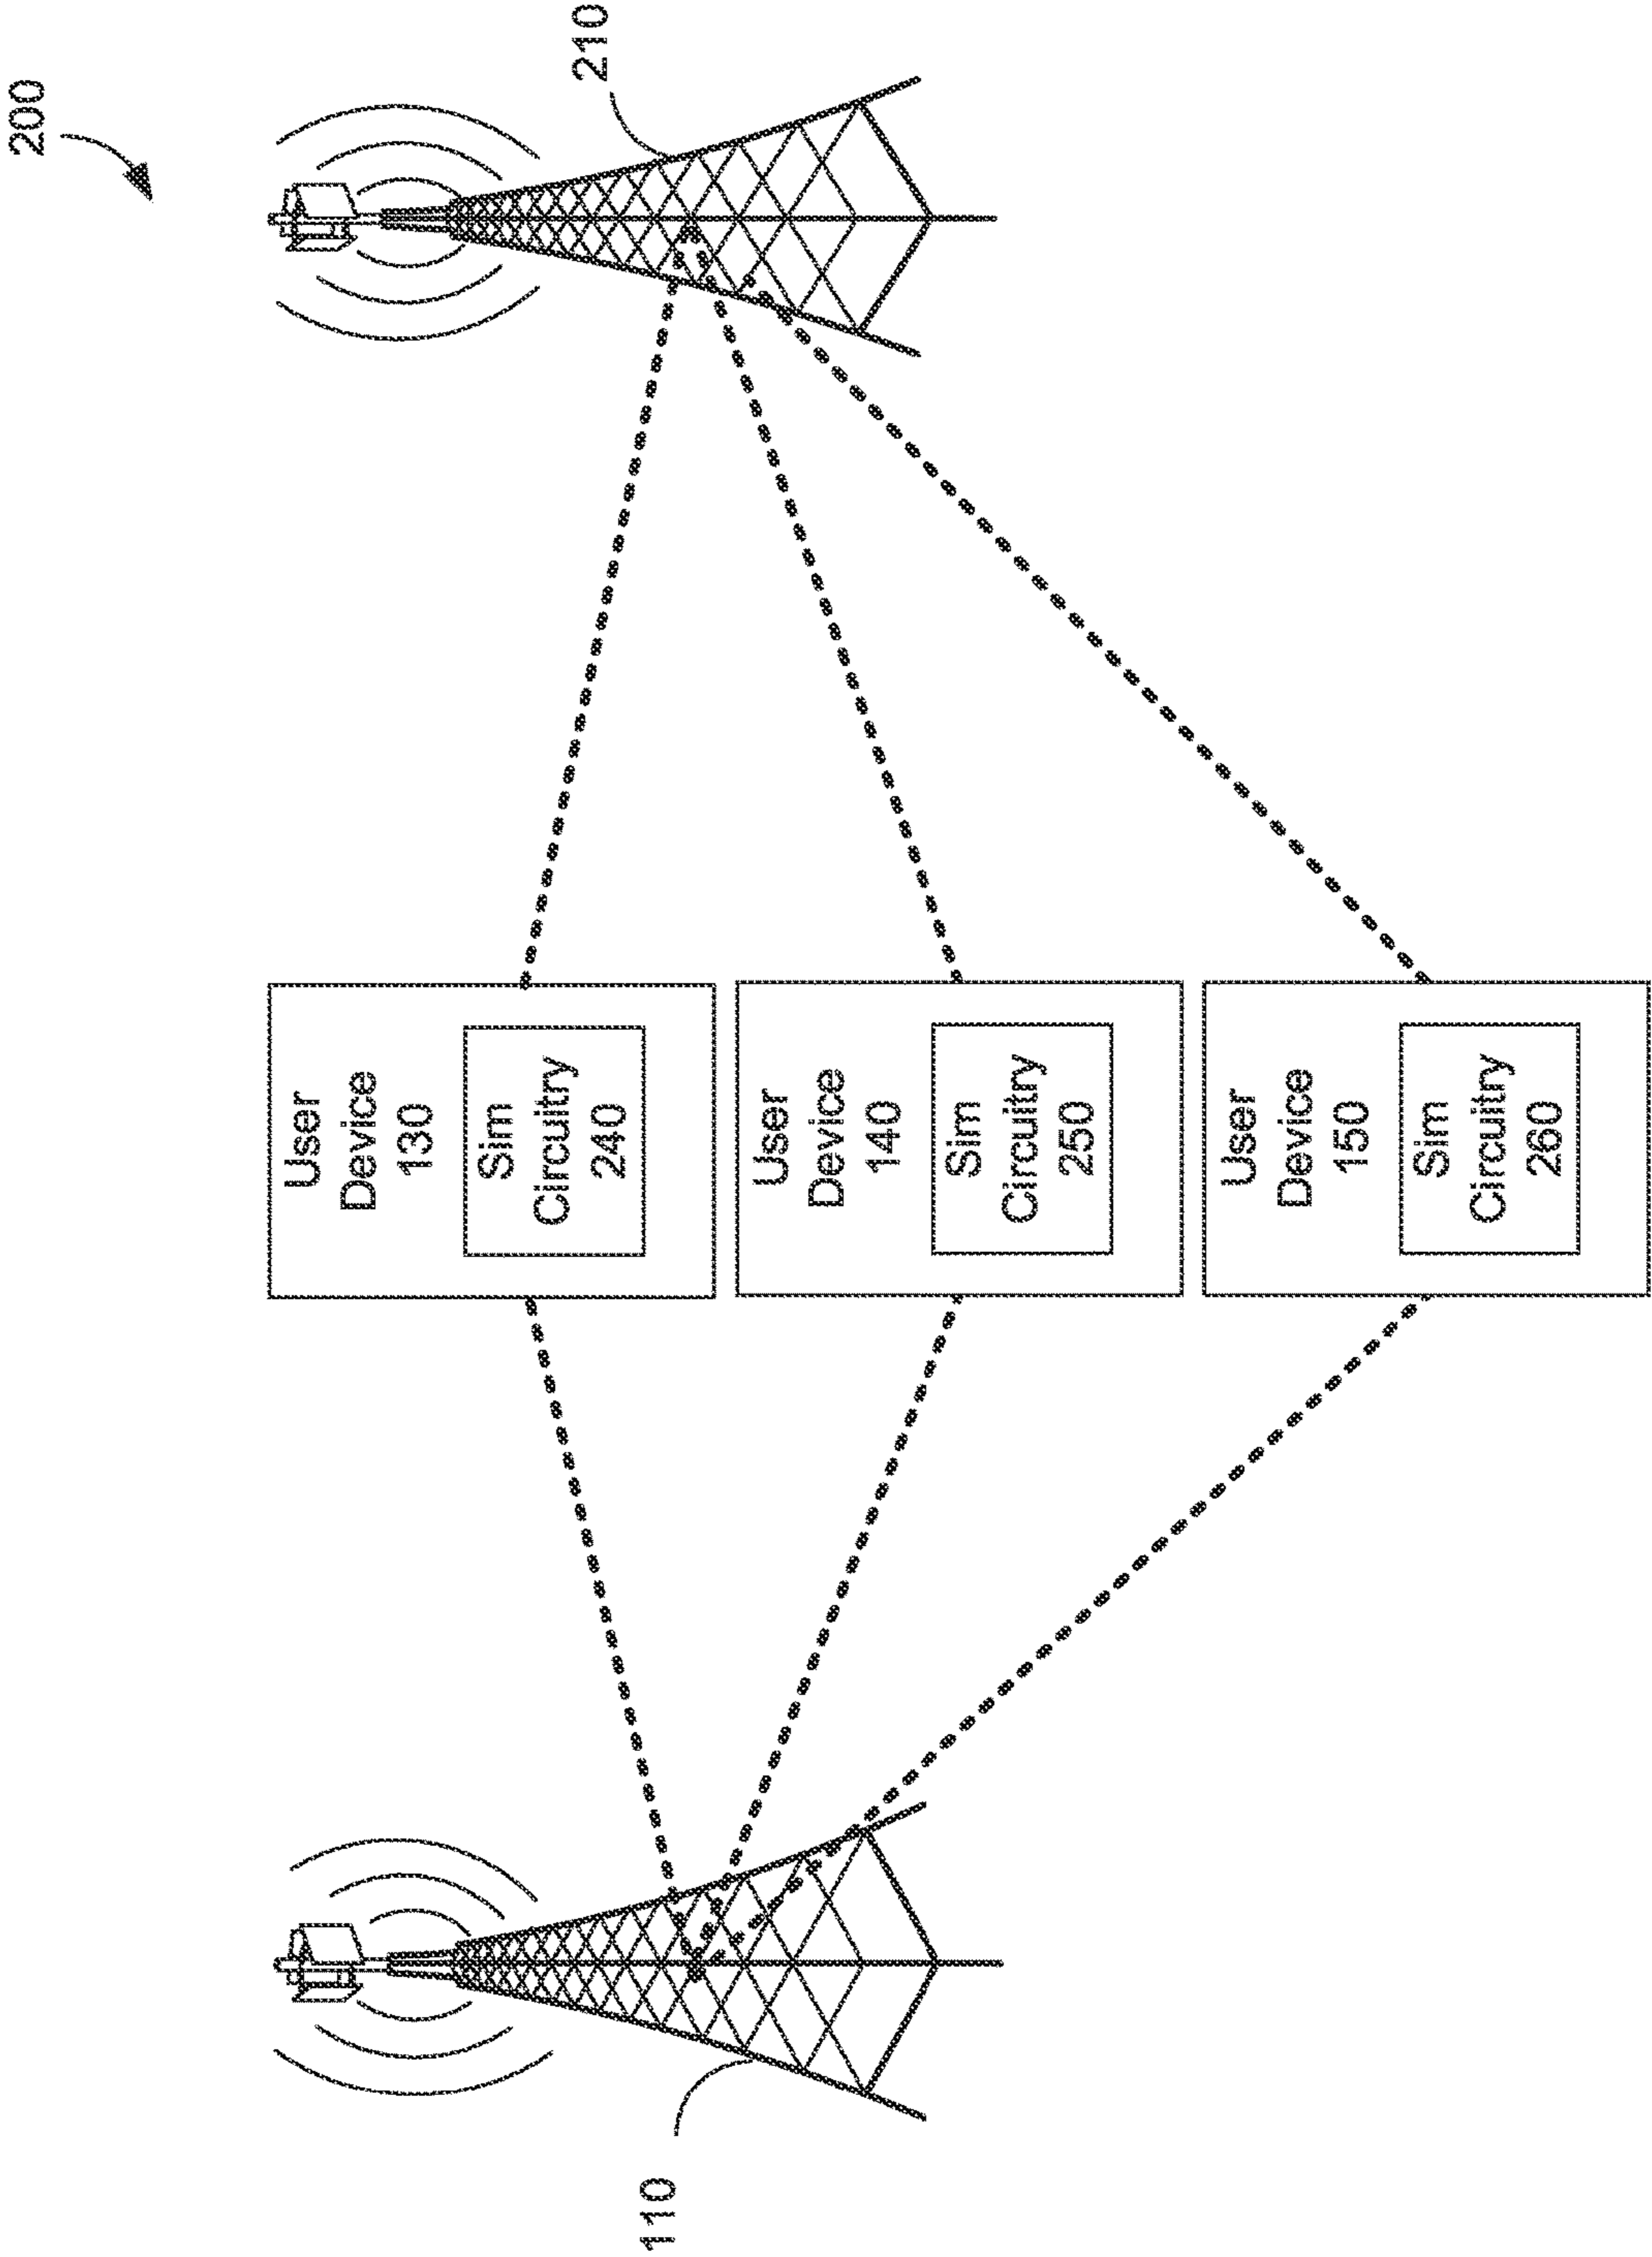 200
210
110
User
Device
130
Sim
Circuitry
240
User
Device
140
Sim
Circuitry
250
User
Device
150
Sim
Circuitry
260